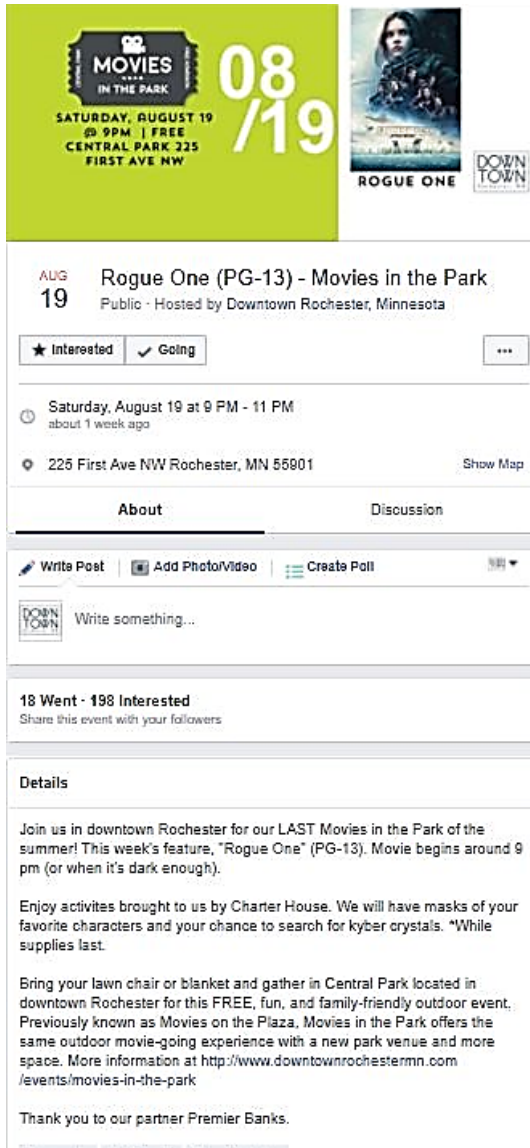 MOVIES
IN THE PARK
SATURDAY, AUGUST 19
@ 9PM | FREE
CENTRAL PARK 225
FIRST AVE NW
08
/19
ROGUE ONE
DOWN
TOWN
AUG
19
Rogue One (PG-13) - Movies in the Park
Public · Hosted by Downtown Rochester, Minnesota
Interested
Going
...
Saturday, August 19 at 9 PM - 11 PM
about 1 week ago
225 First Ave NW Rochester, MN 55901
Show Map
About
Discussion
Write Post
Add Photo/Video
Create Poll
DOWN
TOWN
Write something...
18 Went · 198 Interested
Share this event with your followers
Details
Join us in downtown Rochester for our LAST Movies in the Park of the
summer! This week's feature, "Rogue One" (PG-13). Movie begins around 9
pm (or when it's dark enough).
Enjoy activites brought to us by Charter House. We will have masks of your
favorite characters and your chance to search for kyber crystals. *While
supplies last.
Bring your lawn chair or blanket and gather in Central Park located in
downtown Rochester for this FREE, fun, and family-friendly outdoor event.
Previously known as Movies on the Plaza, Movies in the Park offers the
same outdoor movie-going experience with a new park venue and more
space. More information at http://www.downtownrochestermn.com
/events/movies-in-the-park
Thank you to our partner Premier Banks.